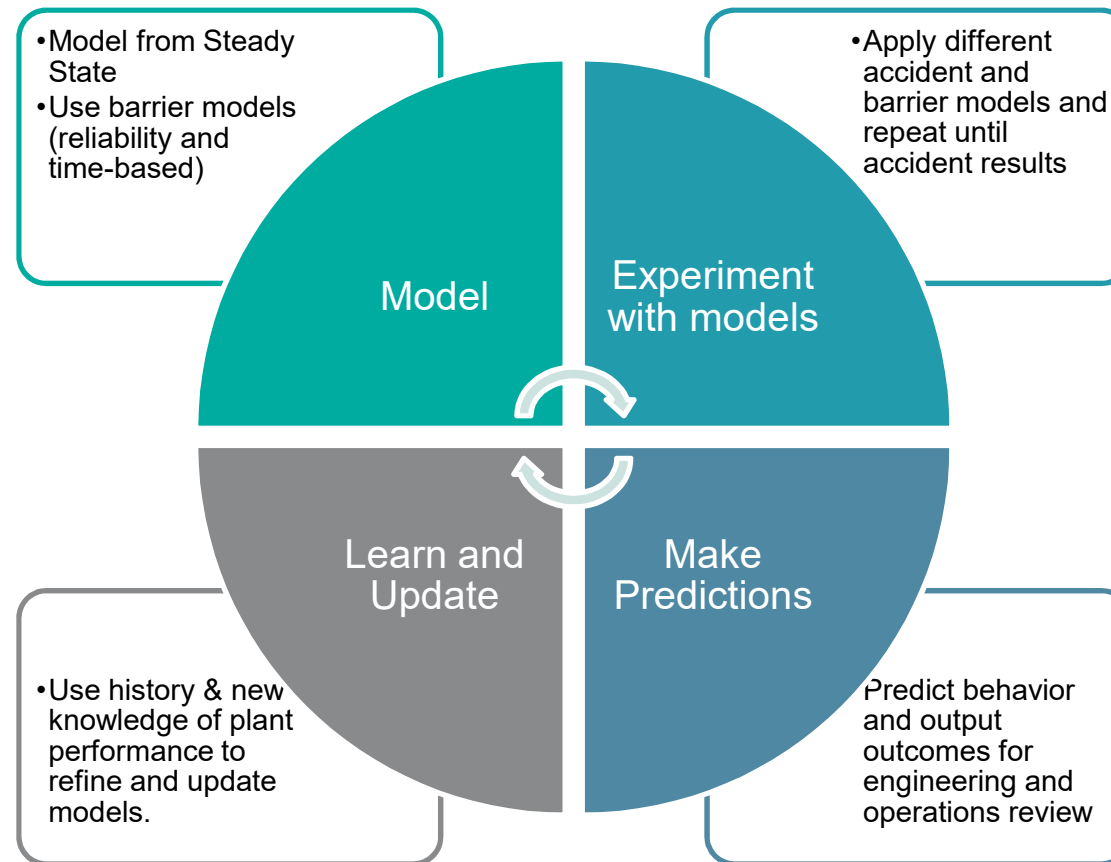 •Model from Steady
State
•Use barrier models
(reliability and
time-based)
•Apply different
accident and
barrier models and
repeat until
accident results
Model
Experiment
with models
Learn and
Update
Make
Predictions
•Use history & new
knowledge of plant
performance to
refine and update
models.
Predict behavior
and output
outcomes for
engineering and
operations review